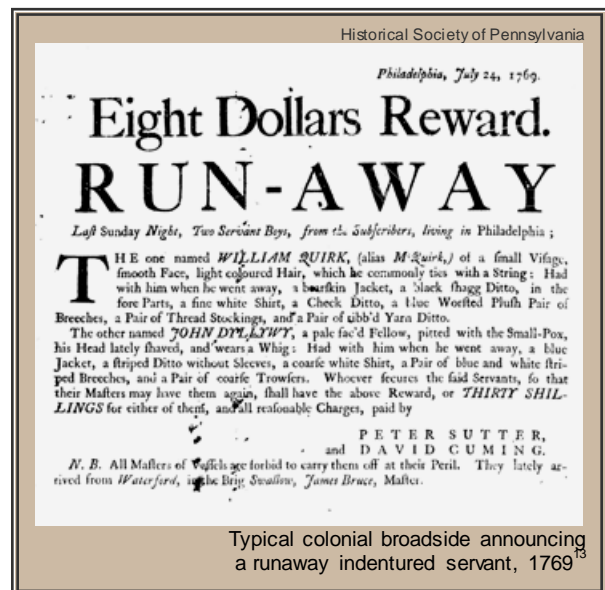 Historical Society of Pennsylvania
Philadelphia, July 24, 1769.
Eight Dollars Reward.
RUN-AWAY
Laſt Sunday Night, Two Servant Boys, from the Subſcribers, living in Philadelphia;
THE one named WILLIAM QUIRK, (alias M'Quirk,) of a ſmall Viſage,
ſmooth Face, light coloured Hair, which he commonly ties with a String: Had
with him when he went away, a bearſkin Jacket, a black ſhagg Ditto, in the
fore Parts, a fine white Shirt, a Check Ditto, a blue Worſted Pluſh Pair of
Breeches, a Pair of Thread Stockings, and a Pair of ribb'd Yarn Ditto.
The other named JOHN DYLLYWY, a pale fac'd Fellow, pitted with the Small-Pox,
his Head lately ſhaved, and wears a Whig: Had with him when he went away, a blue
Jacket, a ſtriped Ditto without Sleeves, a coarſe white Shirt, a Pair of blue and white ſtri-
ped Breeches, and a Pair of coarſe Trowſers. Whoever ſecures the ſaid Servants, ſo that
their Maſters may have them again, ſhall have the above Reward, or THIRTY SHIL-
LINGS for either of them, and all reaſonable Charges, paid by
PETER SUTTER,
and DAVID CUMING.
N. B. All Maſters of Veſſels are forbid to carry them off at their Peril. They lately ar-
rived from Waterford, in the Brig Swallow, James Bruce, Maſter.
Typical colonial broadside announcing
a runaway indentured servant, 1769¹³